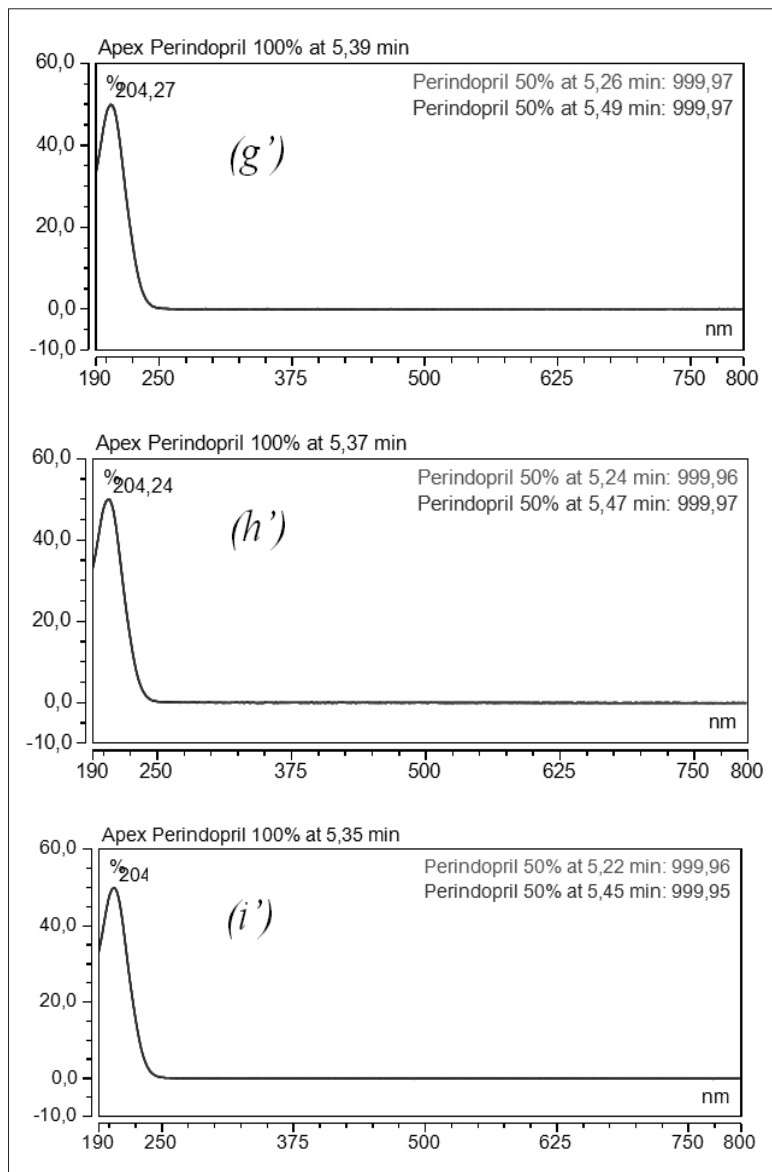 Apex Perindopril 100% at 5,39 min
60,0
%
204,27
Perindopril 50% at 5,26 min: 999,97
Perindopril 50% at 5,49 min: 999,97
(g’)
40,0
20,0
0,0
nm
-10,0
190 250 375 500 625 750 800
Apex Perindopril 100% at 5,37 min
60,0
%
204,24
Perindopril 50% at 5,24 min: 999,96
Perindopril 50% at 5,47 min: 999,97
(h’)
40,0
20,0
0,0
nm
-10,0
190 250 375 500 625 750 800
Apex Perindopril 100% at 5,35 min
60,0
%
204
Perindopril 50% at 5,22 min: 999,96
Perindopril 50% at 5,45 min: 999,95
(i’)
40,0
20,0
0,0
nm
-10,0
190 250 375 500 625 750 800